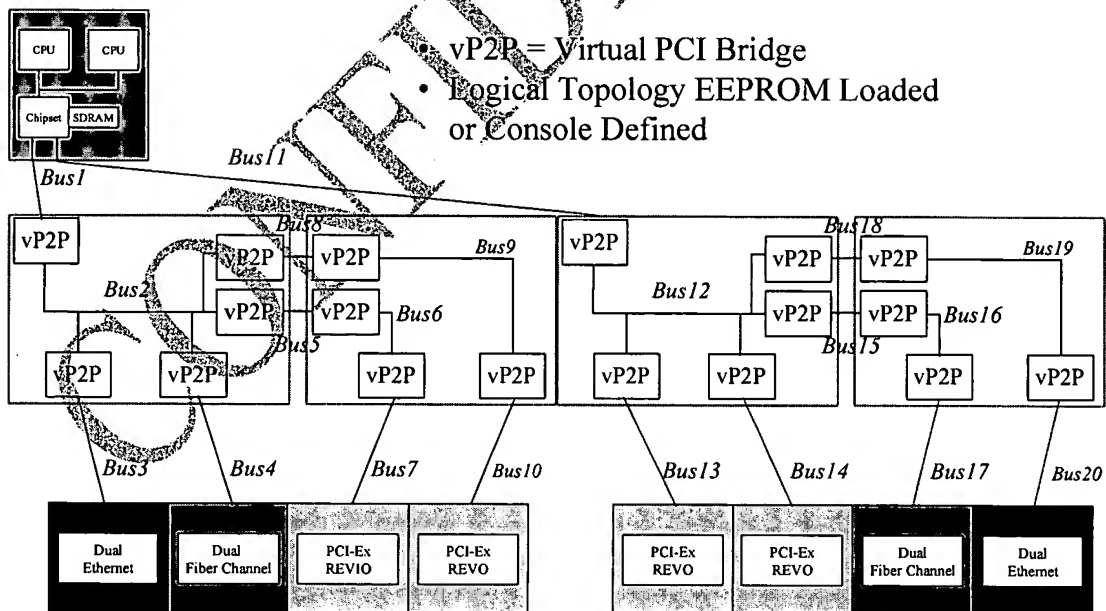 CPU CPU
Chipset SDRAM
• vP2P = Virtual PCI Bridge
• Logical Topology EEPROM Loaded
or Console Defined
Bus1
Bus11
vP2P
Bus8
vP2P vP2P
Bus9
Bus2
vP2P vP2P
Bus6
Bus5
vP2P vP2P vP2P vP2P
vP2P
Bus18
vP2P vP2P
Bus19
Bus12
vP2P vP2P
Bus16
Bus15
vP2P vP2P vP2P vP2P
Bus3 Bus4 Bus7 Bus10 Bus13 Bus14 Bus17 Bus20
Dual
Ethernet
Dual
Fiber Channel
PCI-Ex
REVIO
PCI-Ex
REVO
PCI-Ex
REVO
PCI-Ex
REVO
Dual
Fiber Channel
Dual
Ethernet